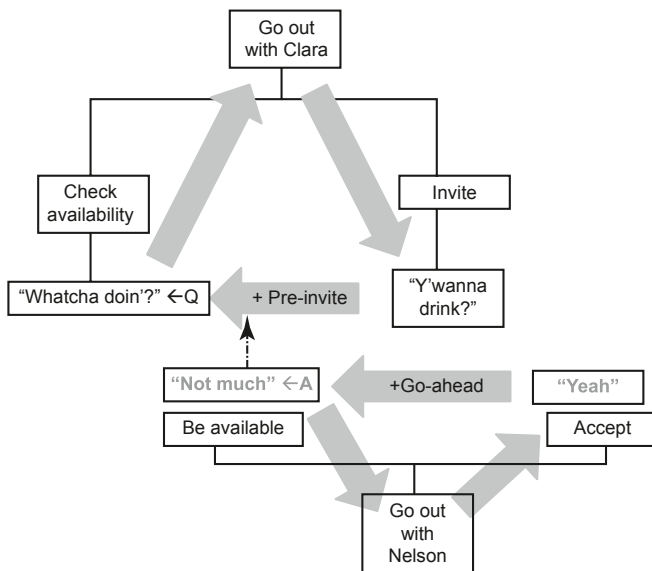 Go out
with Clara
Check
availability
Invite
“Whatcha doin’?” ←Q
+ Pre-invite
“Y’wanna
drink?”
“Not much” ←A
+Go-ahead
“Yeah”
Be available
Accept
Go out
with
Nelson